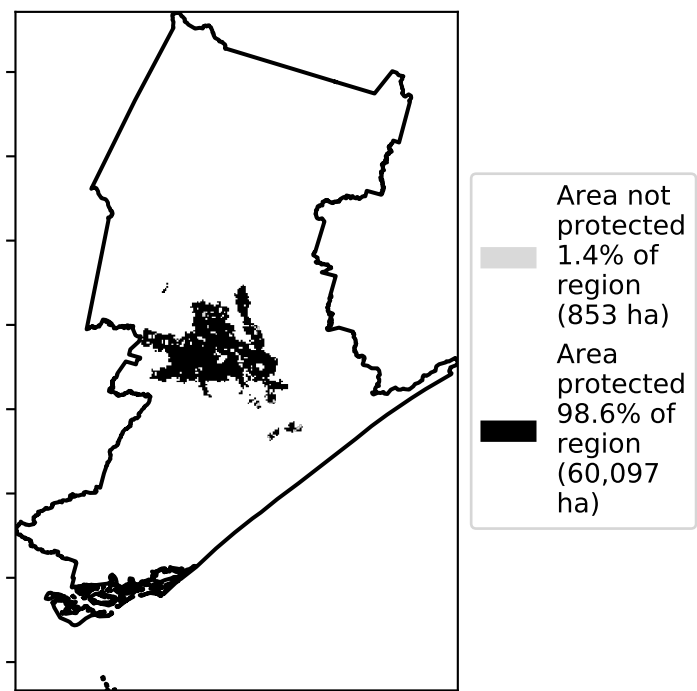 Area not
protected
1.4% of
region
(853 ha)
Area
protected
98.6% of
region
(60,097
ha)